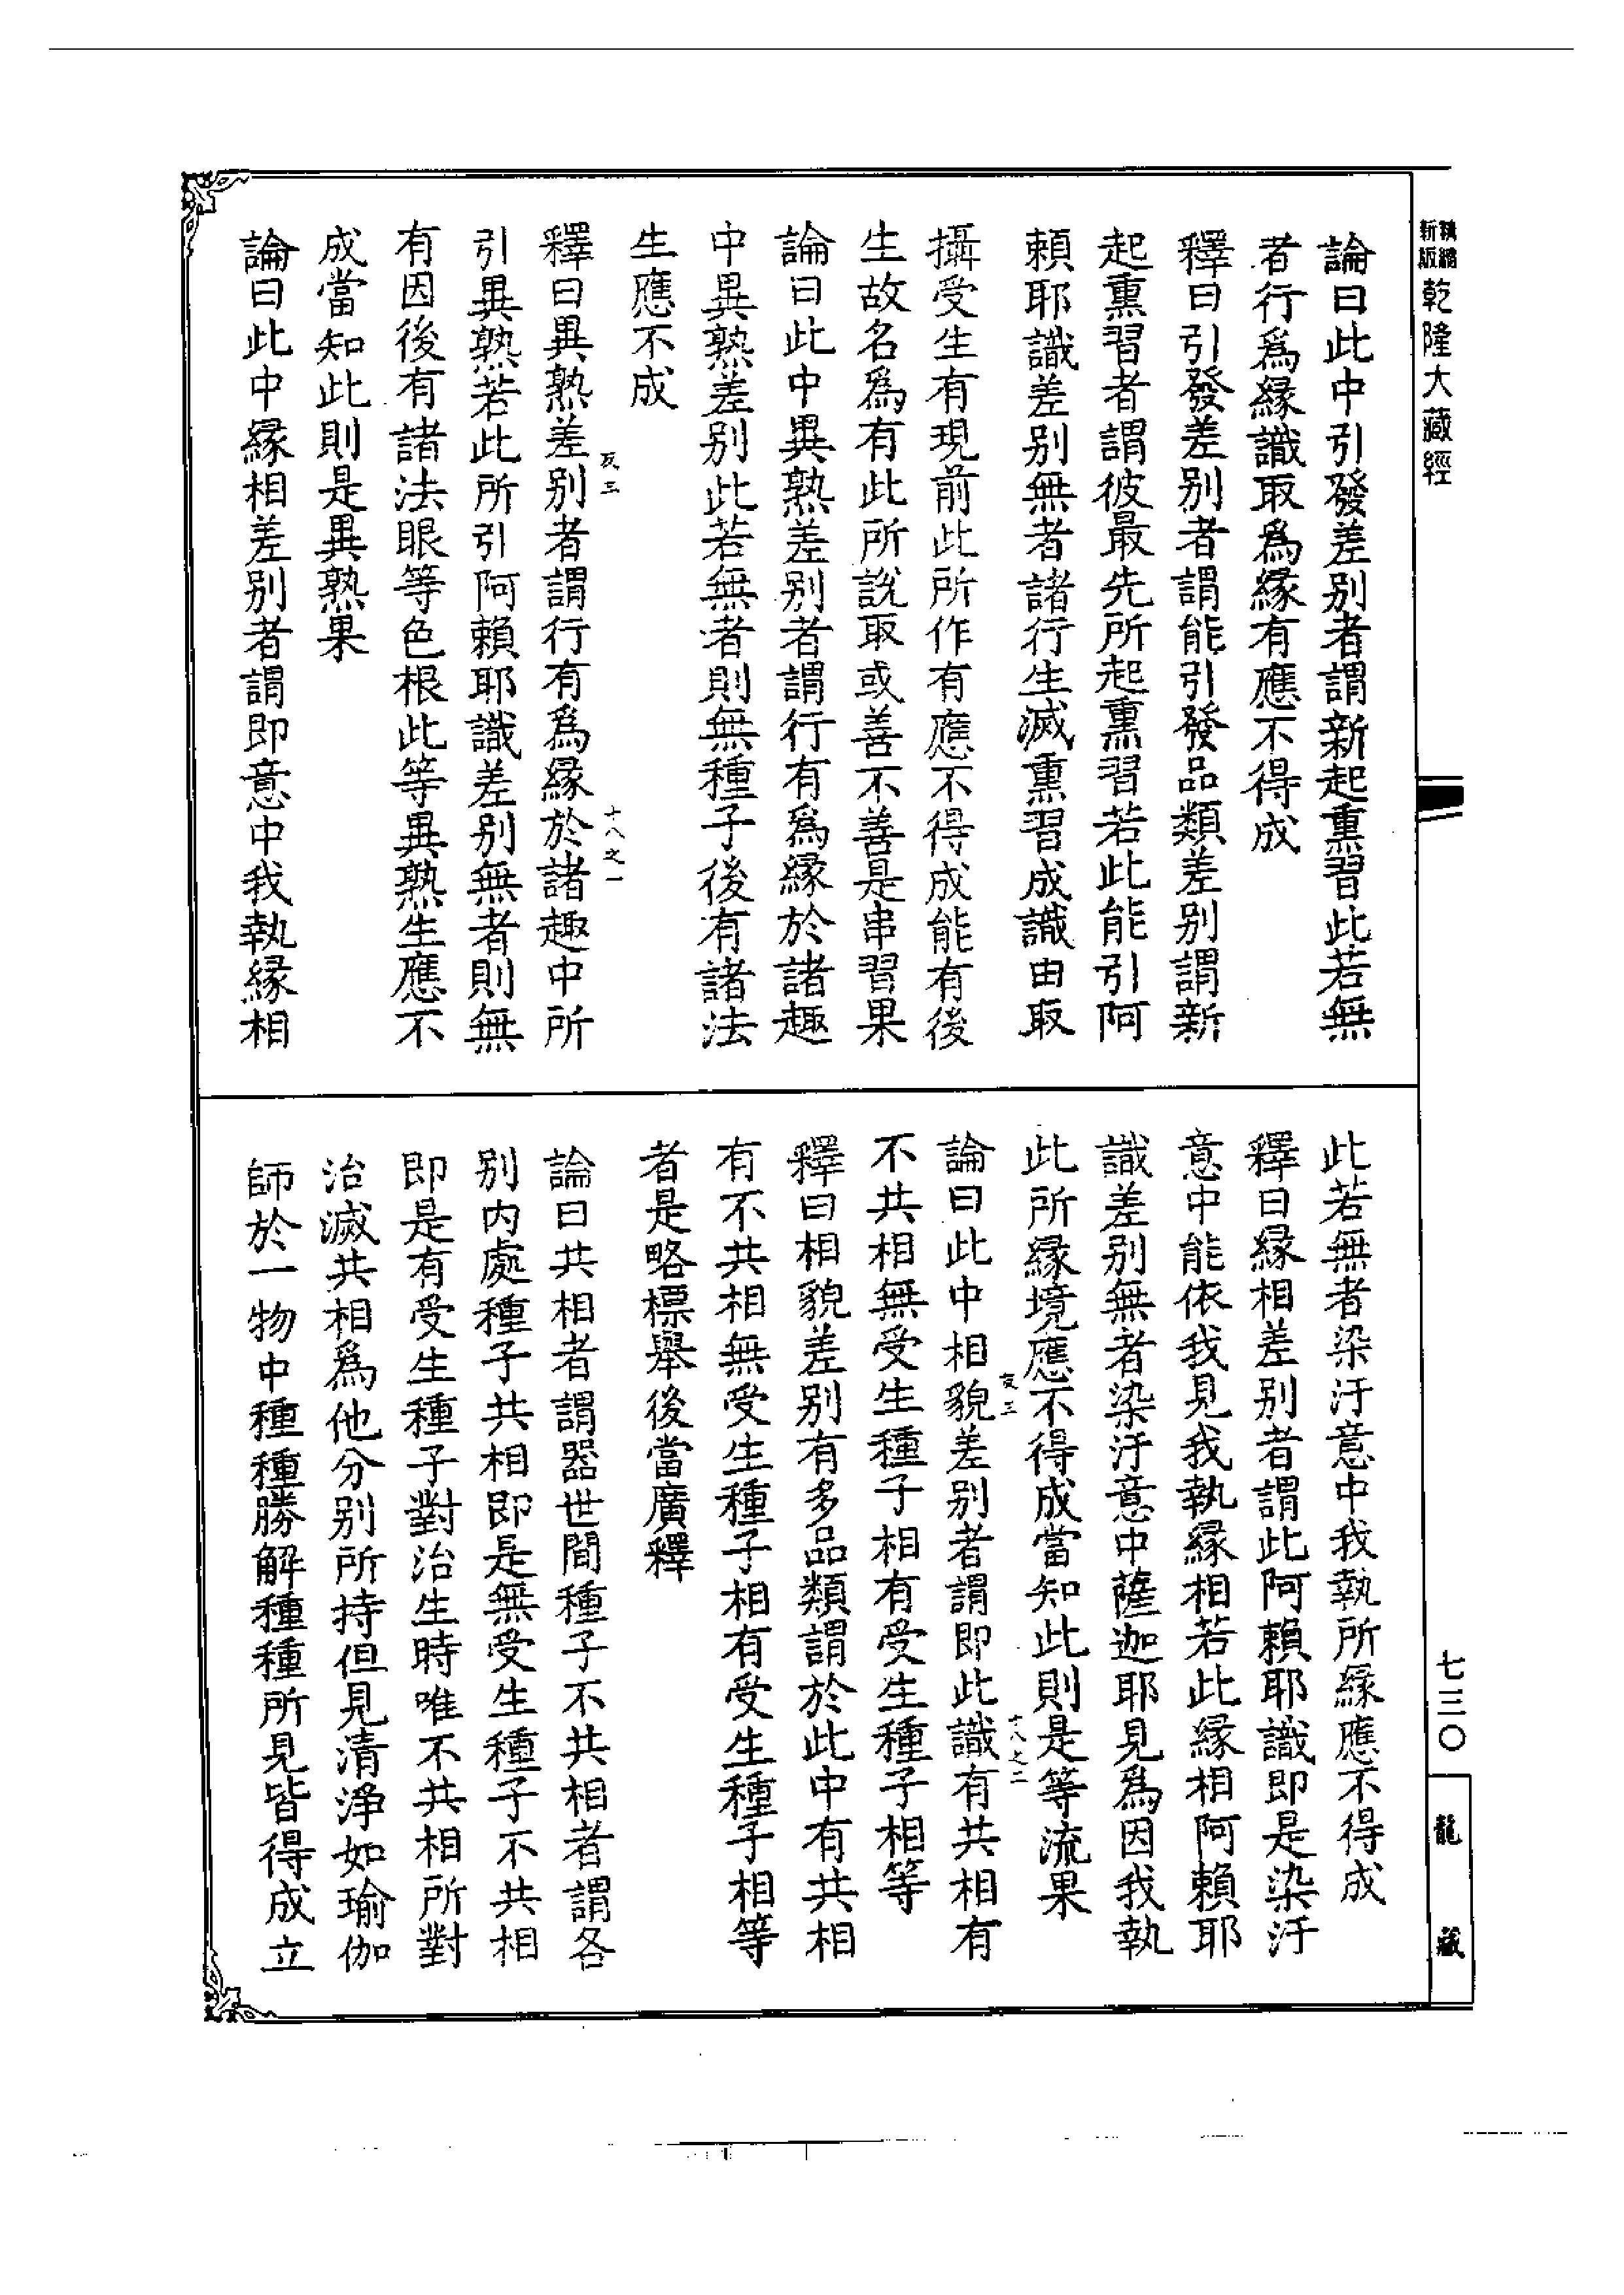 新版精縮乾隆大藏經
論曰此中引發差別者謂新起熏習此若無
者行爲緣識取爲緣有應不得成
釋曰引發差別者謂能引發品類差別謂新
起熏習者謂彼最先所起熏習若此能引阿
賴耶識差別無者諸行生滅熏習成識由取
攝受生有現前此所作有應不得成能有後
生故名爲有此所說取或善不善是串習果
論曰此中異熟差別者謂行有爲緣於諸趣
中異熟差別此若無者則無種子後有諸法
生應不成
友三
十八之一
釋曰異熟差別者謂行有爲緣於諸趣中所
引異熟若此所引阿賴耶識差別無者則無
有因後有諸法眼等色根此等異熟生應不
成當知此則是異熟果
論曰此中緣相差別者謂即意中我執緣相
此若無者染汙意中我執所緣應不得成
釋曰緣相差別者謂此阿賴耶識即是染汙
意中能依我見我執緣相若此緣相阿賴耶
識差別無者染汙意中薩迦耶見爲因我執
此所緣境應不得成當知此則是等流果
友三
十八之二
論曰此中相貌差別者謂即此識有共相有
不共相無受生種子相有受生種子相等
釋曰相貌差別有多品類謂於此中有共相
有不共相無受生種子相有受生種子相等
者是略標舉後當廣釋
論曰共相者謂器世間種子不共相者謂各
別內處種子共相即是無受生種子不共相
即是有受生種子對治生時唯不共相所對
治滅共相爲他分別所持但見清淨如瑜伽
師於一物中種種勝解種種所見皆得成立
七三〇
龍藏